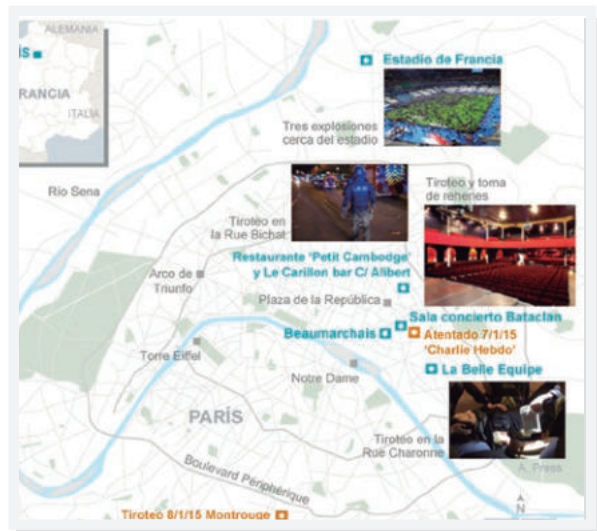 ALEMANIA
ÍS
RANCIA
ITALIA
Estadio de Francia
Tres explosiones
cerca del estadio
Río Sena
Tiroteo en
la Rue Bichat
Tiroteo y toma
de rehenes
Restaurante 'Petit Cambodge'
y Le Carillon bar C/ Alibert
Arco de
Triunfo
Plaza de la República
Sala concierto Bataclan
Beaumarchais
Atentado 7/1/15
'Charlie Hebdo'
Torre Eiffel
Notre Dame
La Belle Equipe
PARÍS
Tiroteo en la
Rue Charonne
Boulevard Périphérique
A. Press
N
Tiroteo 8/1/15 Montrouge